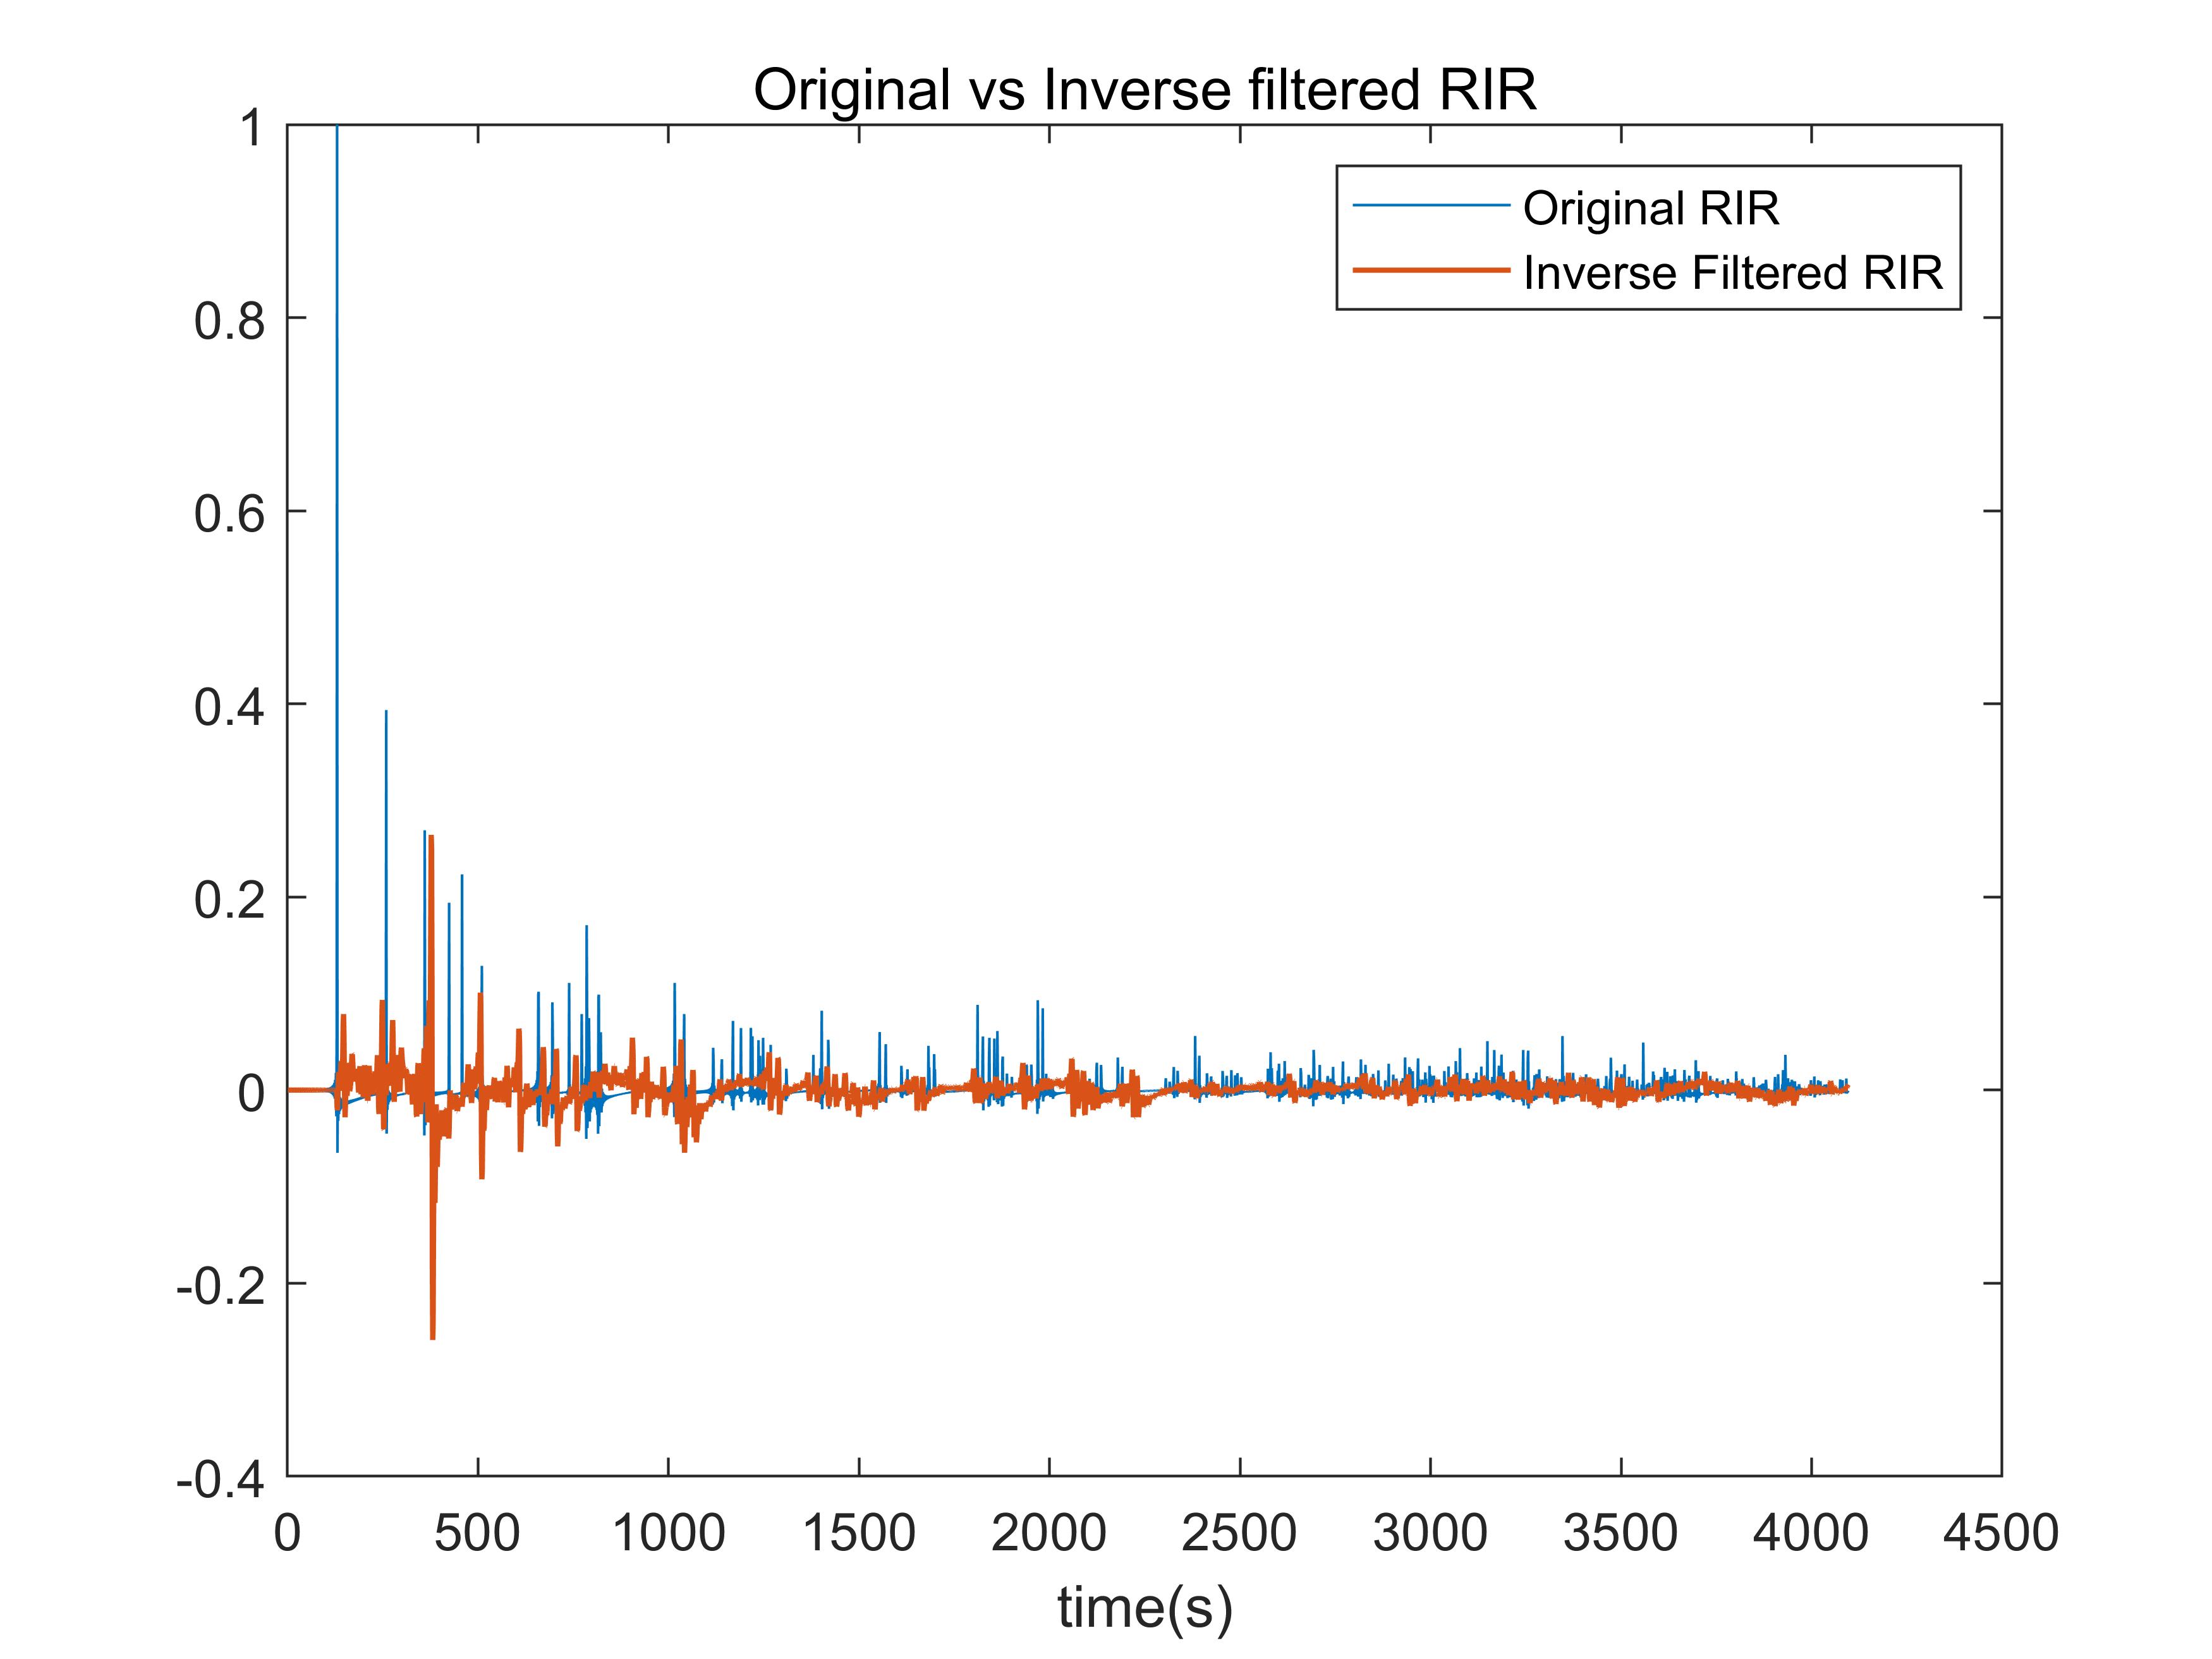 Original vs Inverse filtered RIR
1
0.8
0.6
0.4
0.2
0
-0.2
-0.4
Original RIR
Inverse Filtered RIR
0 500 1000 1500 2000 2500 3000 3500 4000 4500
time(s)